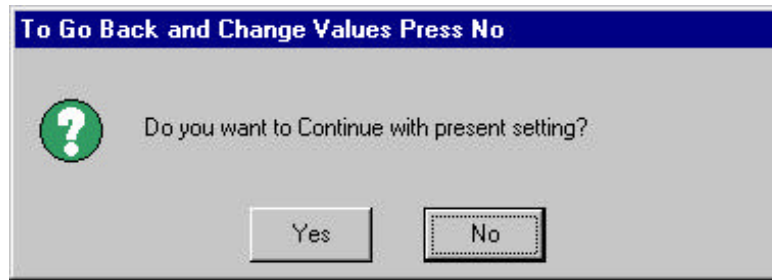 To Go Back and Change Values Press No
Do you want to Continue with present setting?
Yes No